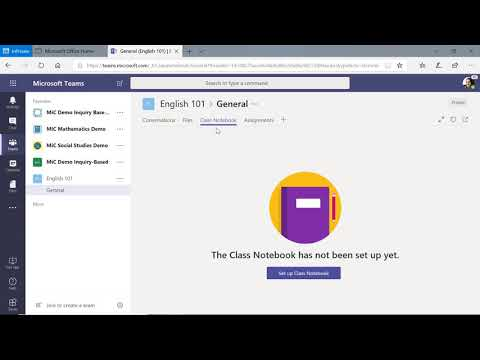 InPrivate
Microsoft Office Home
General (English 101) |
https://teams.microsoft.com
Microsoft Teams
Search or type a command
Activity
Chat
Teams
Files
Favorites
MiC Demo Inquiry Base...
MiC Mathematics Demo
MiC Social Studies Demo
MiC Demo Inquiry-Based
English 101
General
More
English 101 > General
Conversations
Files
Class Notebook
Assignments
The Class Notebook has not been set up yet.
Set up Class Notebook
Join or create a team